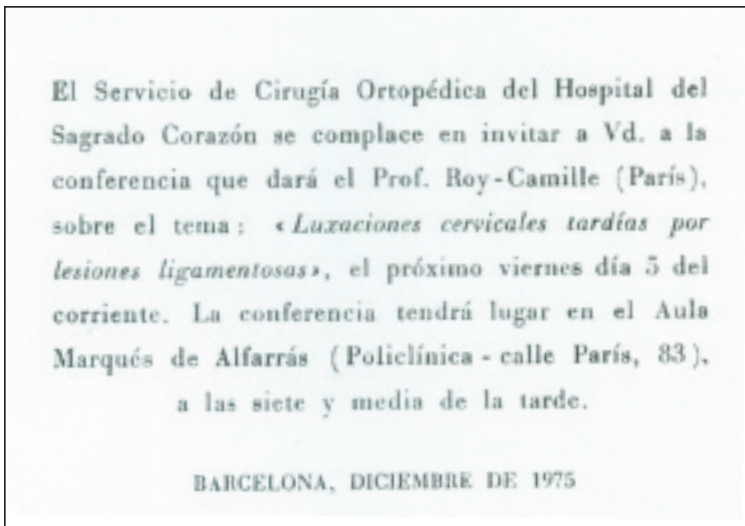 El Servicio de Cirugía Ortopédica del Hospital del
Sagrado Corazón se complace en invitar a Vd. a la
conferencia que dará el Prof. Roy-Camille (París),
sobre el tema: «Luxaciones cervicales tardías por
lesiones ligamentosas», el próximo viernes día 5 del
corriente. La conferencia tendrá lugar en el Aula
Marqués de Alfarrás (Policlínica - calle París, 83),
a las siete y media de la tarde.
BARCELONA, DICIEMBRE DE 1975